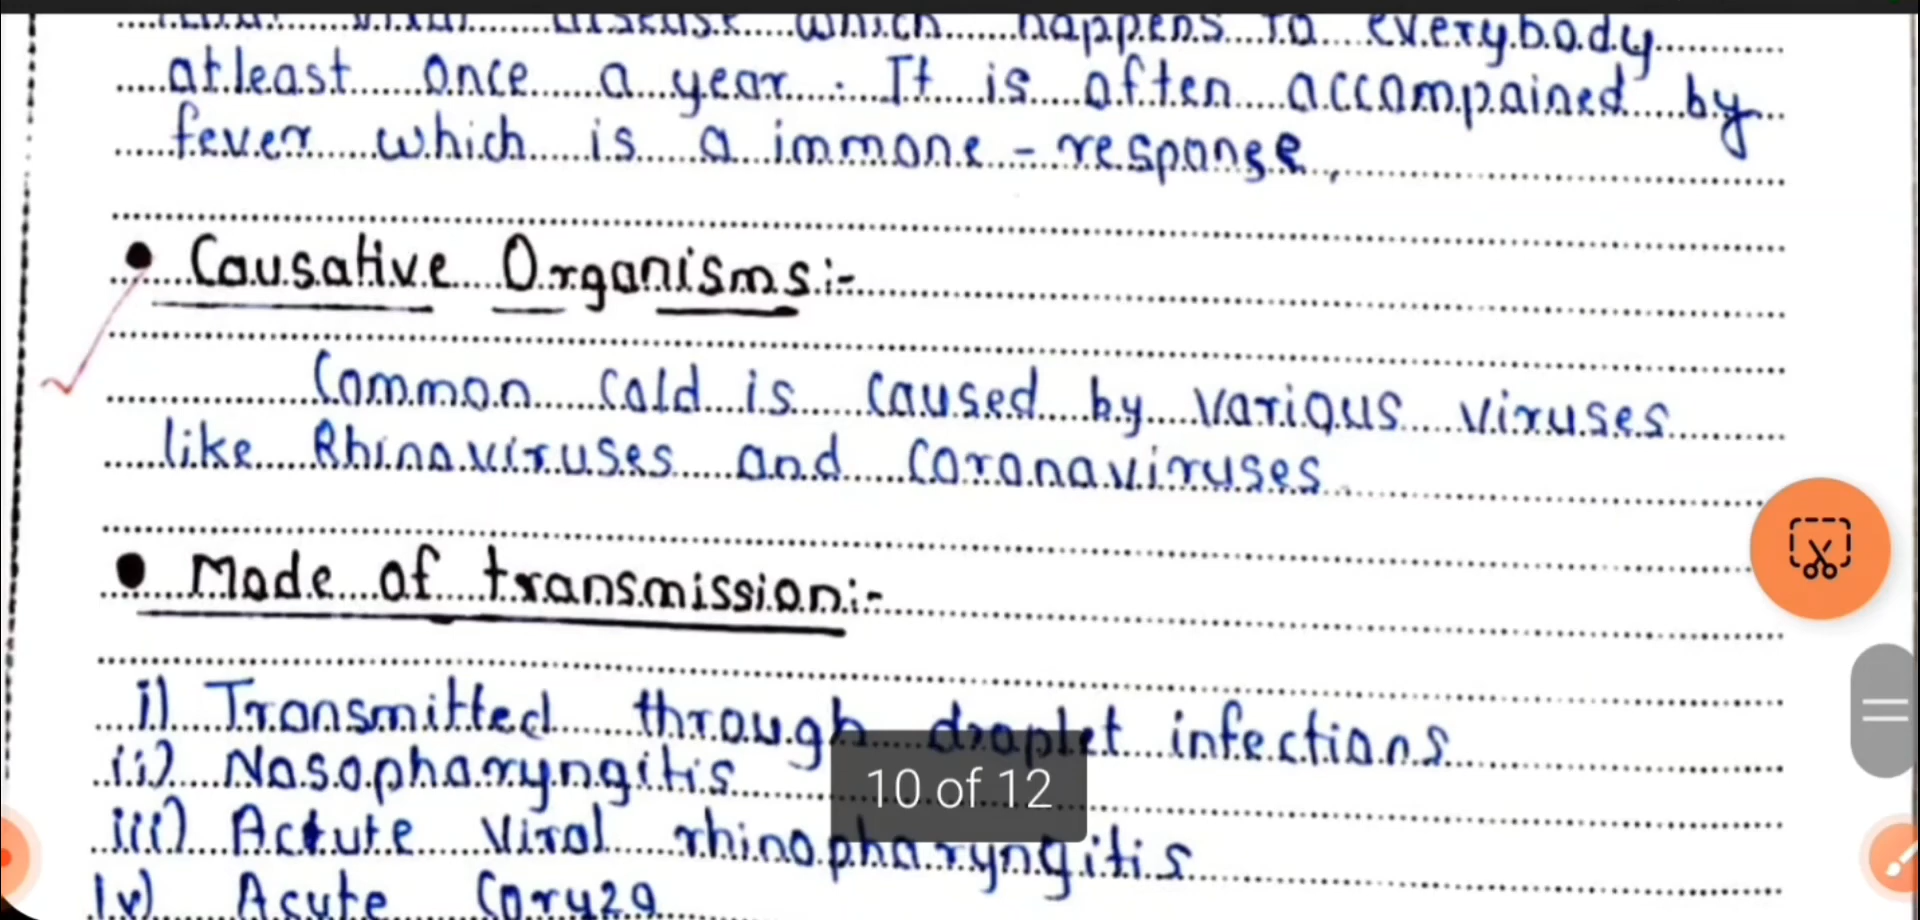 viral disease which happens to everybody
atleast once a year. It is often accompained by
fever which is a immone - response.
• Causative Organisms:-
Common cold is caused by various viruses
like Rhinoviruses and coronaviruses.
• Mode of transmission:-
i) Transmitted through droplet infections
ii) Nasopharyngitis
10 of 12
iii) Actute viral rhinopharyngitis
iv) Acute Coryza